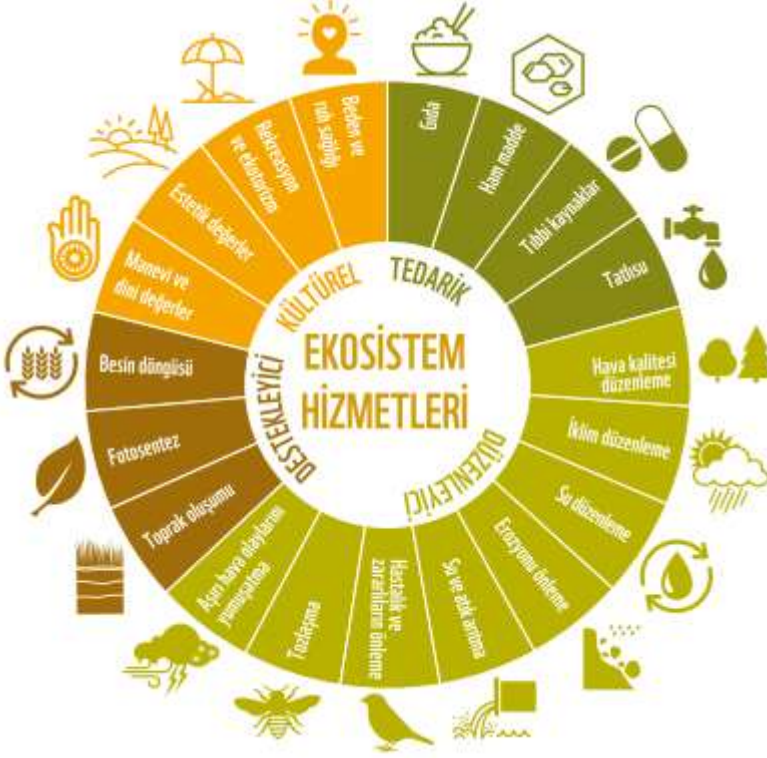 EKOSİSTEM
HİZMETLERİ
TEDARİK
Gıda
Ham madde
Tıbbi kaynaklar
Tatlısu
DÜZENLEYİCİ
Hava kalitesi
düzenleme
İklim düzenleme
Su düzenleme
Erozyonu önleme
Su ve atık arıtma
Hastalık ve
zararlıların önleme
Tozlaşma
Aşırı hava olaylarını
yumuşatma
DESTEKLEYİCİ
Toprak oluşumu
Fotosentez
Besin döngüsü
KÜLTÜREL
Manevi ve
dini değerler
Estetik değerler
Rekreasyon
ve ekoturizm
Beden ve
ruh sağlığı